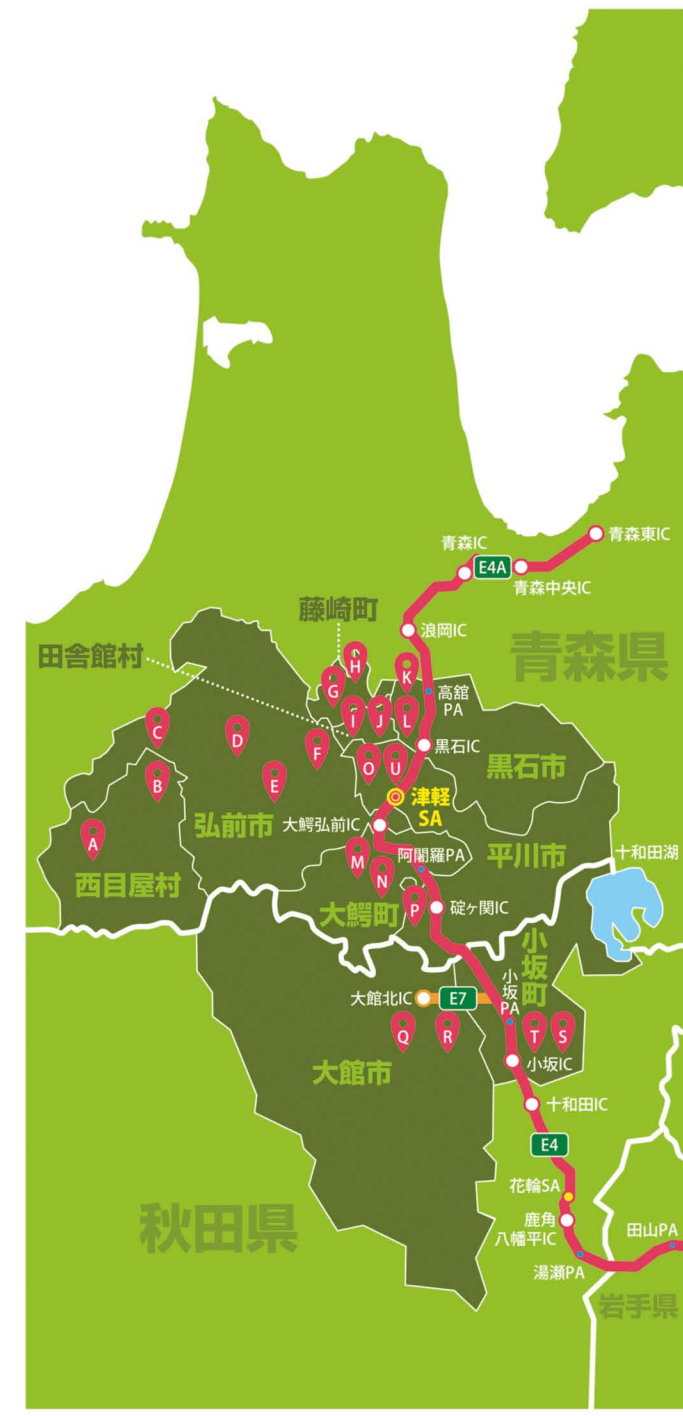 青森東IC
青森IC
E4A
青森中央IC
藤崎町
浪岡IC
田舎館村
青森県
H
K
G
高舘
PA
I
J
L
C
D
F
黒石IC
O
U
黒石市
B
E
津軽
SA
弘前市
大鰐弘前IC
A
平川市
M
阿闍羅PA
十和田湖
西目屋村
N
大鰐町
P
碇ヶ関IC
小坂町
小坂
PA
大館北IC
E7
Q
R
T
S
小坂IC
大館市
十和田IC
E4
花輪SA
秋田県
鹿角
八幡平IC
田山PA
湯瀬PA
岩手県